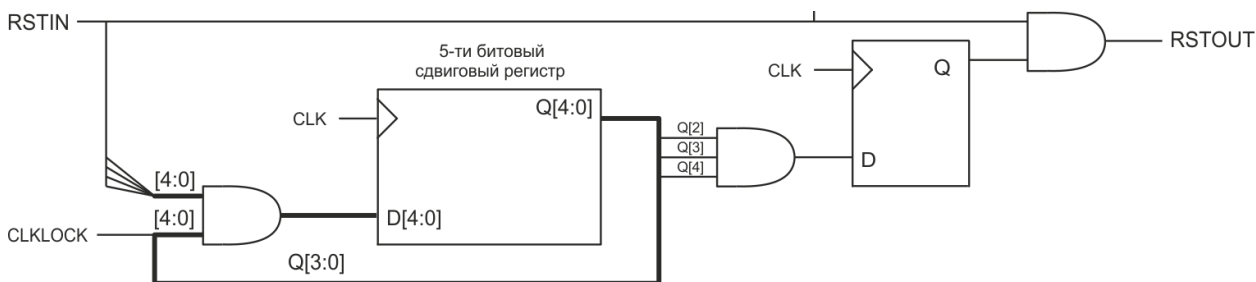 RSTIN
RSTOUT
5-ти битовый
сдвиговый регистр
CLK
Q
CLK
Q[4:0]
Q[2]
Q[3]
Q[4]
D
[4:0]
[4:0]
D[4:0]
CLKLOCK
Q[3:0]